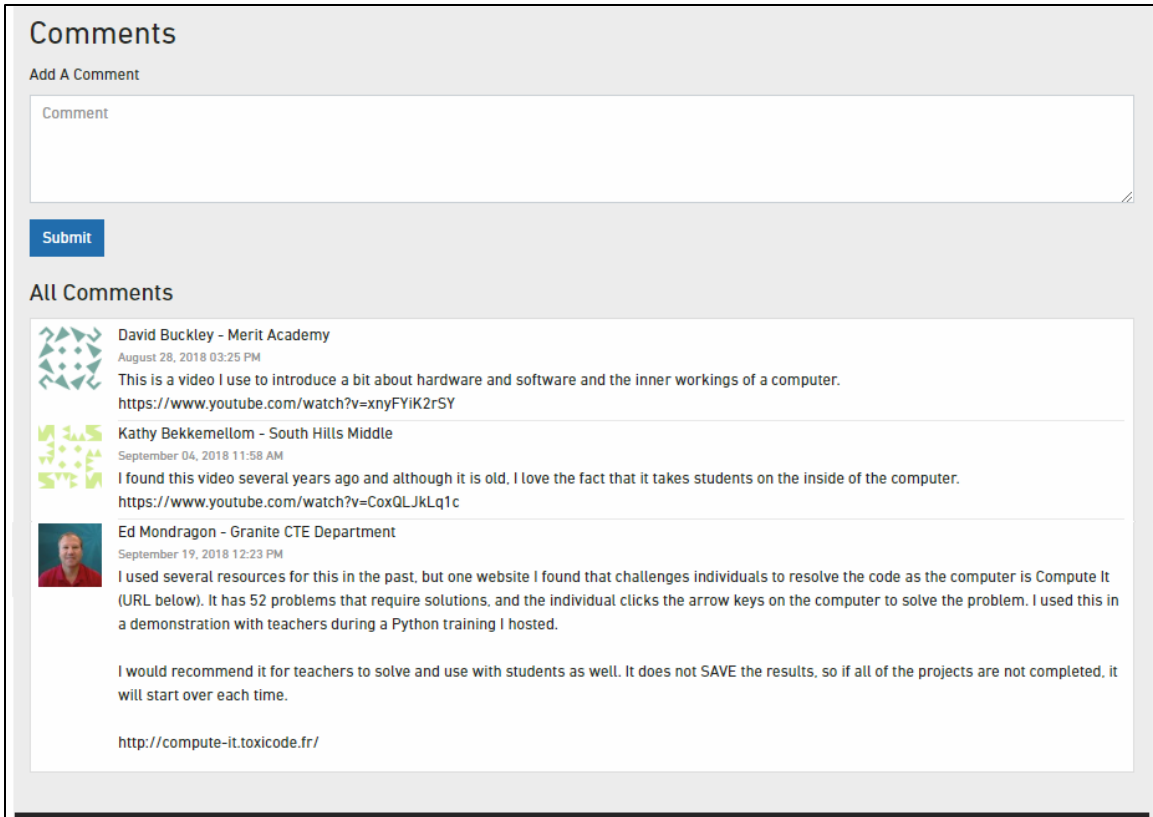 Comments
Add A Comment
Comment
Submit
All Comments
David Buckley - Merit Academy
August 28, 2018 03:25 PM
This is a video I use to introduce a bit about hardware and software and the inner workings of a computer.
https://www.youtube.com/watch?v=xnyFYiK2rSY
Kathy Bekkemellom - South Hills Middle
September 04, 2018 11:58 AM
I found this video several years ago and although it is old, I love the fact that it takes students on the inside of the computer.
https://www.youtube.com/watch?v=CoxQLJkLq1c
Ed Mondragon - Granite CTE Department
September 19, 2018 12:23 PM
I used several resources for this in the past, but one website I found that challenges individuals to resolve the code as the computer is Compute It
(URL below). It has 52 problems that require solutions, and the individual clicks the arrow keys on the computer to solve the problem. I used this in
a demonstration with teachers during a Python training I hosted.
I would recommend it for teachers to solve and use with students as well. It does not SAVE the results, so if all of the projects are not completed, it
will start over each time.
http://compute-it.toxicode.fr/